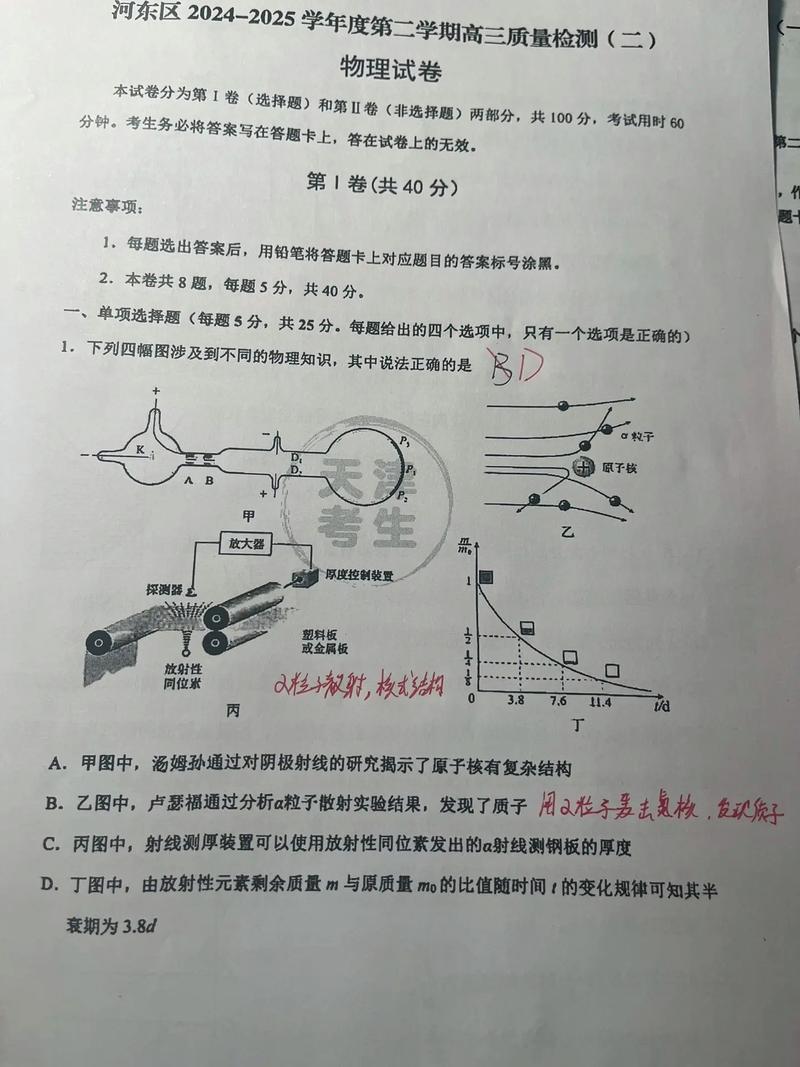 河东区 2024-2025 学年度第二学期高三质量检测（二）
物理试卷
本试卷分为第Ⅰ卷（选择题）和第Ⅱ卷（非选择题）两部分，共 100 分，考试用时 60
分钟。考生务必将答案写在答题卡上，答在试卷上的无效。
第Ⅰ卷(共 40 分)
注意事项：
1．每题选出答案后，用铅笔将答题卡上对应题目的答案标号涂黑。
2．本卷共 8 题，每题 5 分，共 40 分。
一、单项选择题（每题 5 分，共 25 分。每题给出的四个选项中，只有一个选项是正确的）
1．下列四幅图涉及到不同的物理知识，其中说法正确的是 B D
+
K
-
A B
-
+
D₁
D₂
P₃
P₁
P₂
甲
α 粒子
原子核
乙
天津
考生
放大器
厚度控制装置
探测器
塑料板
或金属板
放射性
同位素
丙
α粒子散射，核式结构
m/m₀
1
1/2
1/4
1/8
0 3.8 7.6 11.4 t/d
丁
A．甲图中，汤姆孙通过对阴极射线的研究揭示了原子核有复杂结构
B．乙图中，卢瑟福通过分析α粒子散射实验结果，发现了质子 用α粒子轰击氮核，发现质子
C．丙图中，射线测厚装置可以使用放射性同位素发出的α射线测钢板的厚度
D．丁图中，由放射性元素剩余质量 m 与原质量 m₀ 的比值随时间 t 的变化规律可知其半
衰期为 3.8d
第二
，作
题卡